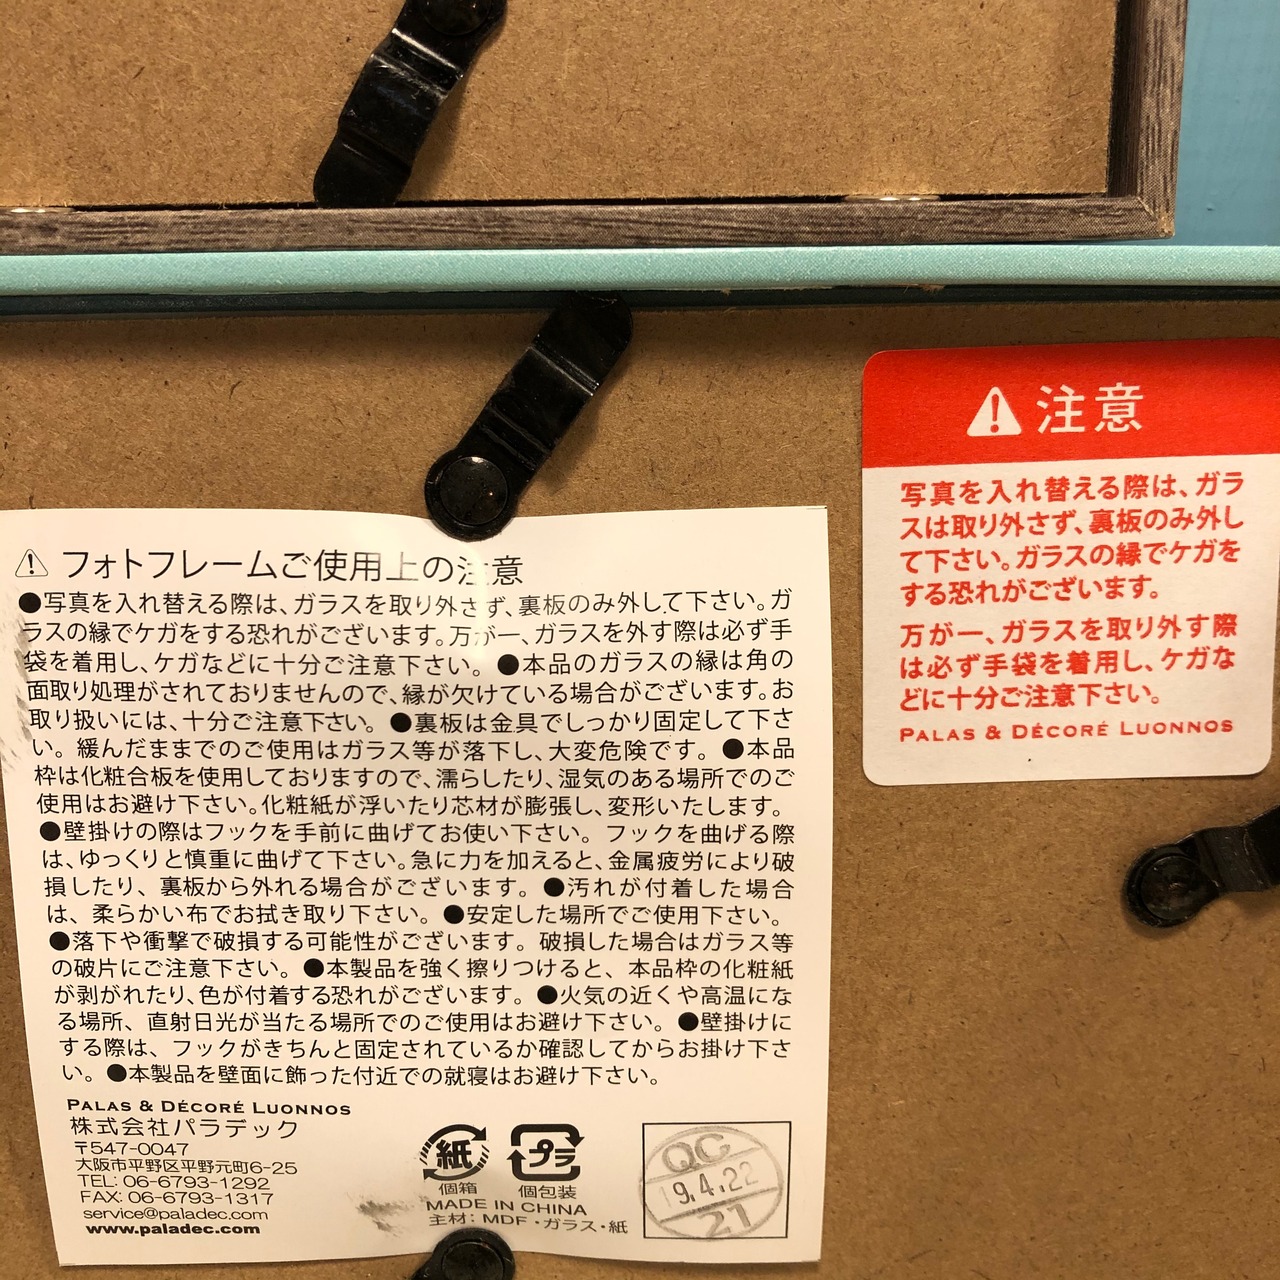 ⚠ フォトフレームご使用上の注意
●写真を入れ替える際は、ガラスを取り外さず、裏板のみ外して下さい。ガ
ラスの縁でケガをする恐れがございます。万が一、ガラスを外す際は必ず手
袋を着用し、ケガなどに十分ご注意下さい。●本品のガラスの縁は角の
面取り処理がされておりませんので、縁が欠けている場合がございます。お
取り扱いには、十分ご注意下さい。●裏板は金具でしっかり固定して下さ
い。緩んだままでのご使用はガラス等が落下し、大変危険です。●本品
枠は化粧合板を使用しておりますので、濡らしたり、湿気のある場所でのご
使用はお避け下さい。化粧紙が浮いたり芯材が膨張し、変形いたします。
●壁掛けの際はフックを手前に曲げてお使い下さい。フックを曲げる際
は、ゆっくりと慎重に曲げて下さい。急に力を加えると、金属疲労により破
損したり、裏板から外れる場合がございます。●汚れが付着した場合
は、柔らかい布でお拭き取り下さい。●安定した場所でご使用下さい。
●落下や衝撃で破損する可能性がございます。破損した場合はガラス等
の破片にご注意下さい。●本製品を強く擦りつけると、本品枠の化粧紙
が剥がれたり、色が付着する恐れがございます。●火気の近くや高温にな
る場所、直射日光が当たる場所でのご使用はお避け下さい。●壁掛けに
する際は、フックがきちんと固定されているか確認してからお掛け下さ
い。●本製品を壁面に飾った付近での就寝はお避け下さい。
PALAS & DÉCORÉ LUONNOS
株式会社パラデック
〒547-0047
大阪市平野区平野元町6-25
TEL: 06-6793-1292
FAX: 06-6793-1317
service@paladec.com
www.paladec.com
紙 プラ
個箱 個包装
MADE IN CHINA
主材：MDF・ガラス・紙
QC
19.4.22
21
⚠ 注意
写真を入れ替える際は、ガラ
スは取り外さず、裏板のみ外し
て下さい。ガラスの縁でケガを
する恐れがございます。
万が一、ガラスを取り外す際
は必ず手袋を着用し、ケガな
どに十分ご注意下さい。
PALAS & DÉCORÉ LUONNOS